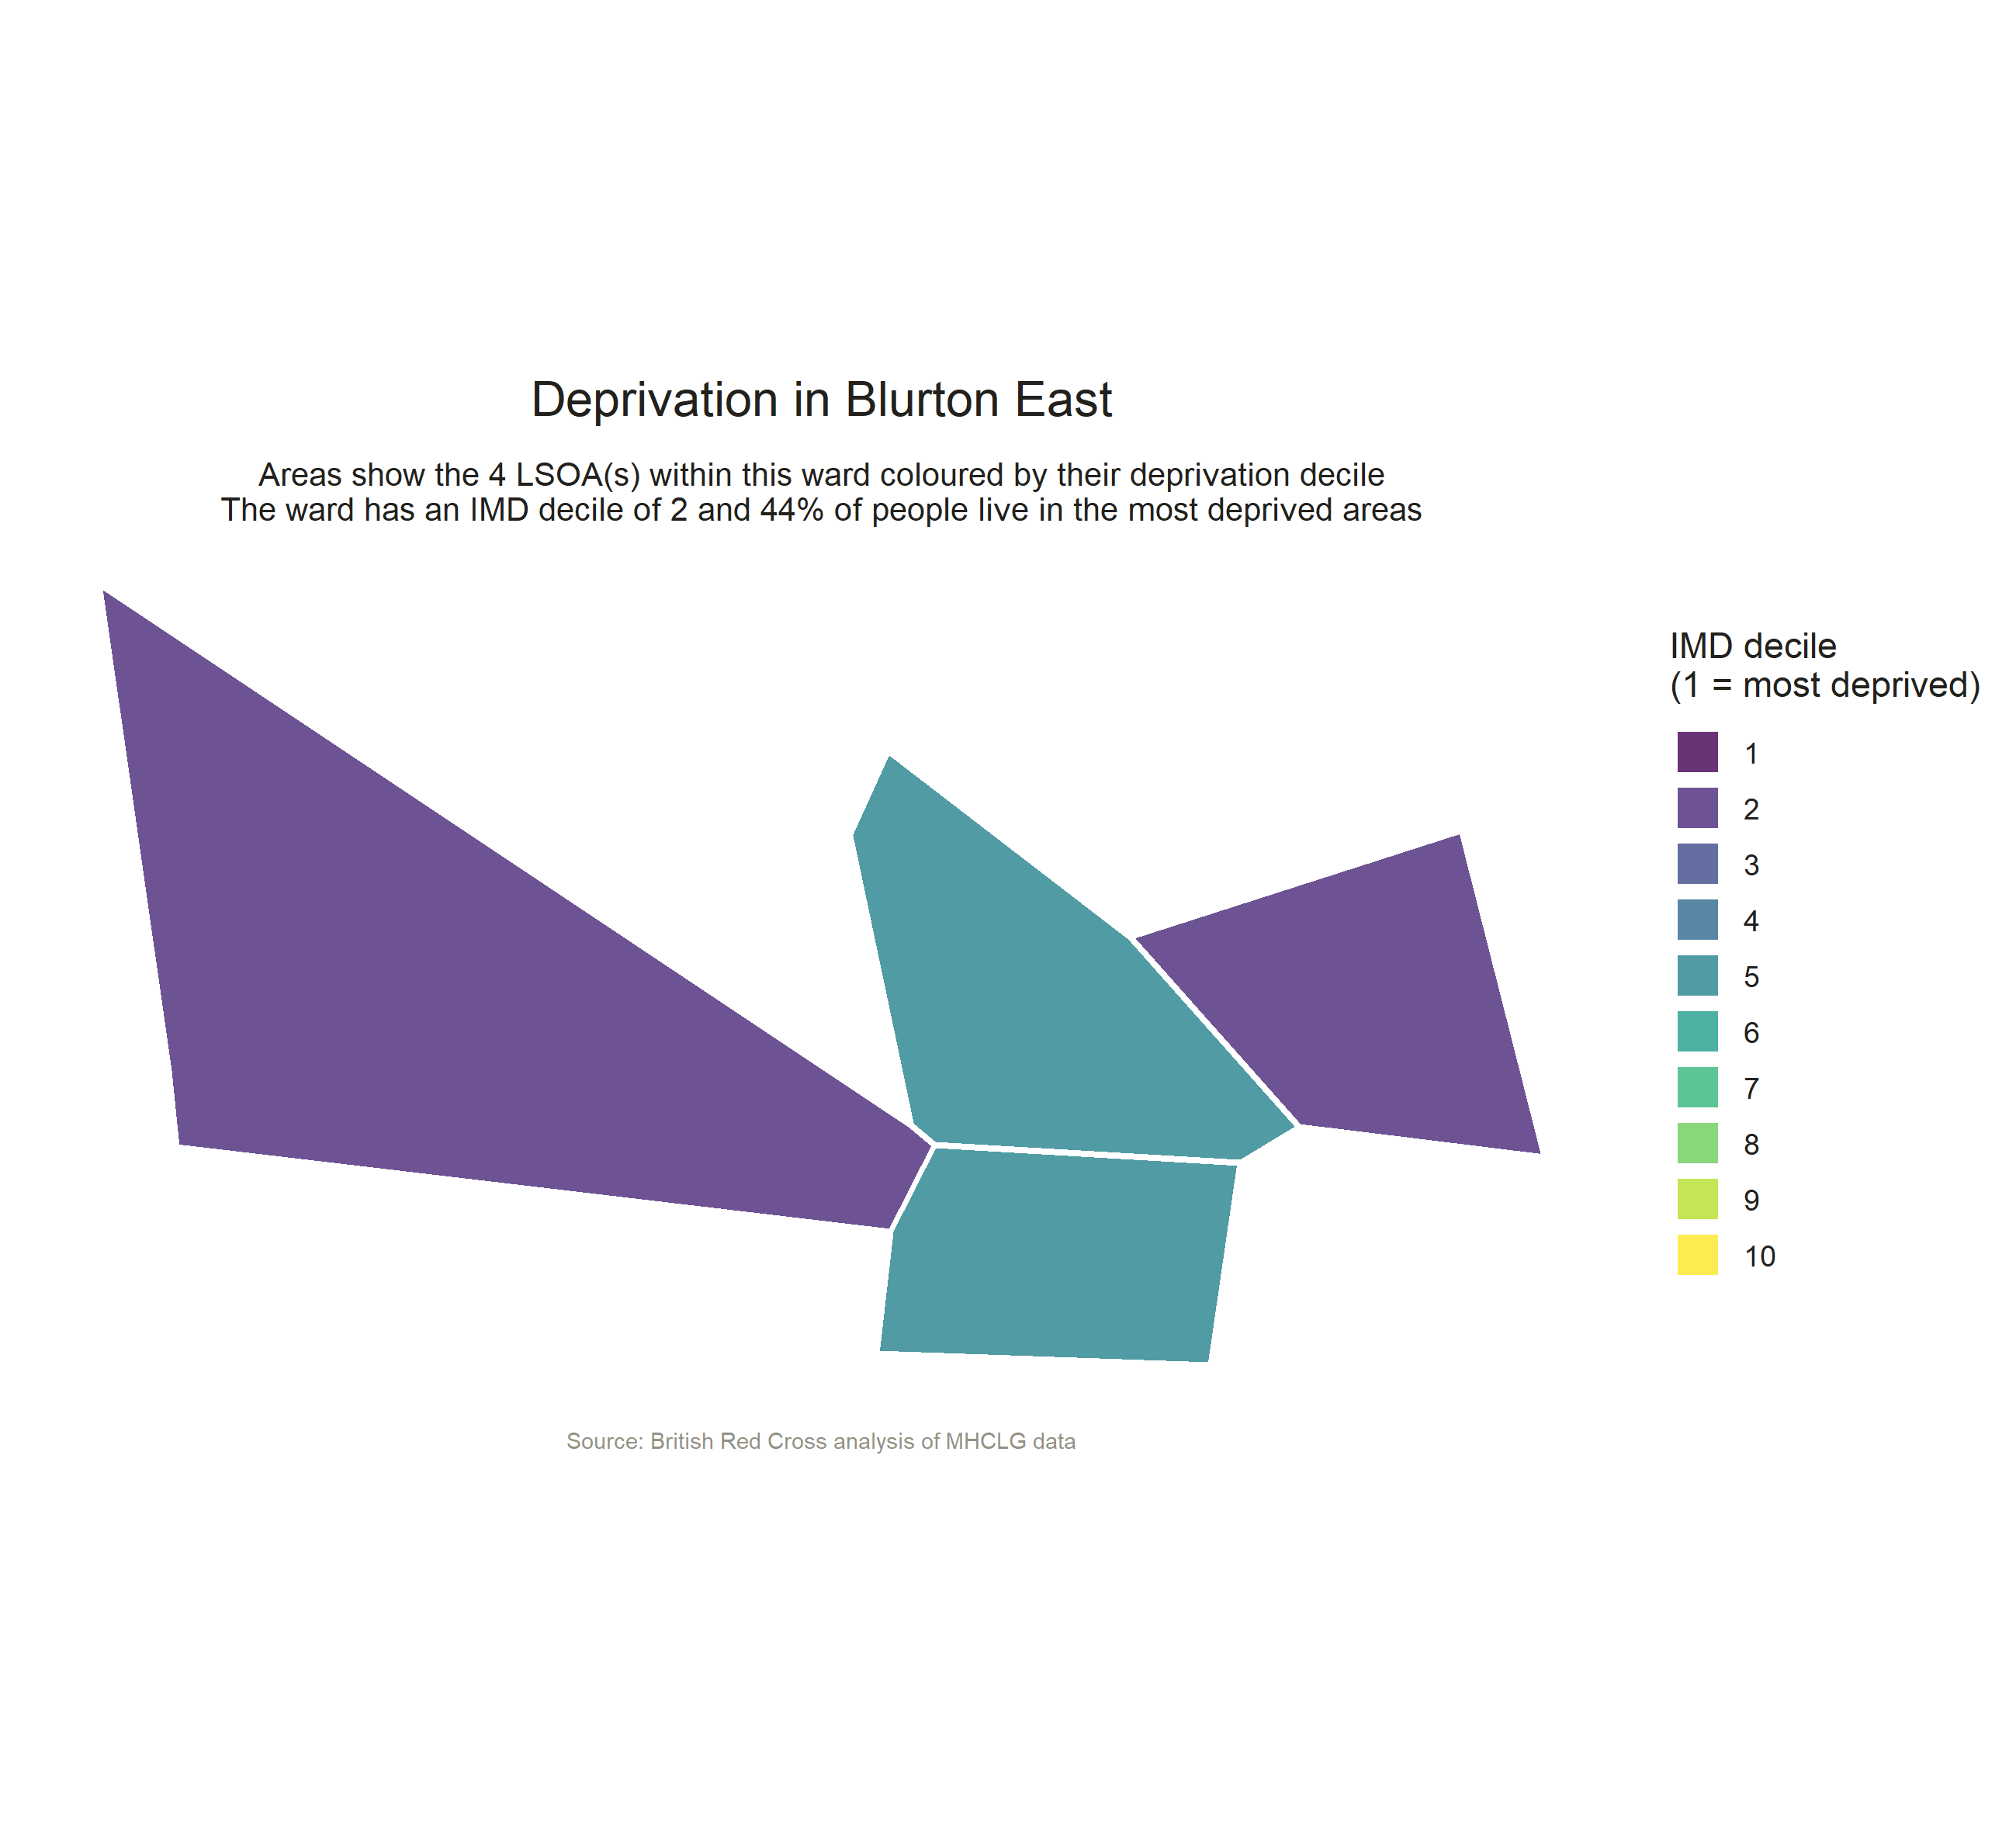 Deprivation in Blurton East
Areas show the 4 LSOA(s) within this ward coloured by their deprivation decile
The ward has an IMD decile of 2 and 44% of people live in the most deprived areas
IMD decile
(1 = most deprived)
1
2
3
4
5
6
7
8
9
10
Source: British Red Cross analysis of MHCLG data